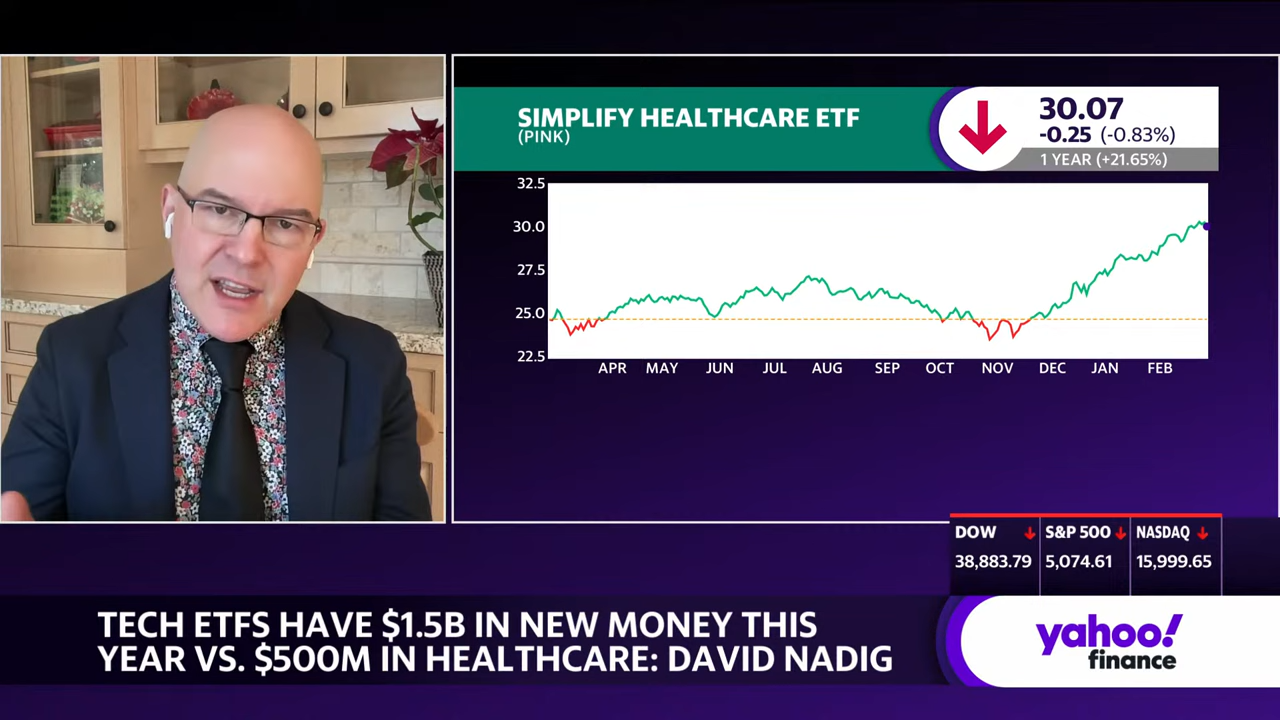 SIMPLIFY HEALTHCARE ETF
(PINK)
30.07
-0.25 (-0.83%)
1 YEAR (+21.65%)
32.5
30.0
27.5
25.0
22.5
APR MAY JUN JUL AUG SEP OCT NOV DEC JAN FEB
DOW S&P 500 NASDAQ
38,883.79 5,074.61 15,999.65
TECH ETFS HAVE $1.5B IN NEW MONEY THIS
YEAR VS. $500M IN HEALTHCARE: DAVID NADIG
yahoo!
finance